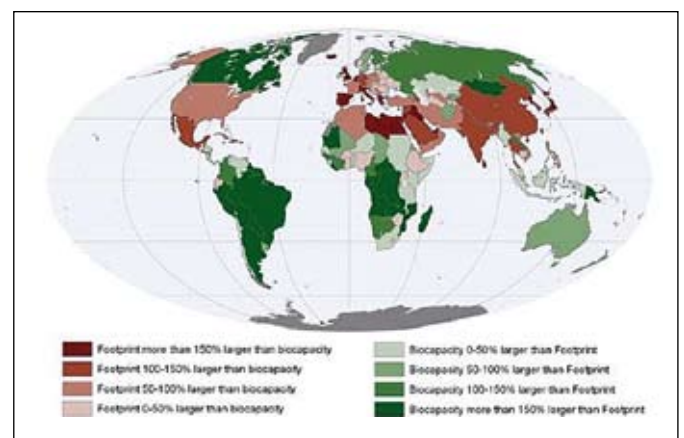 Footprint more than 150% larger than biocapacity
Footprint 100-150% larger than biocapacity
Footprint 50-100% larger than biocapacity
Footprint 0-50% larger than biocapacity
Biocapacity 0-50% larger than Footprint
Biocapacity 50-100% larger than Footprint
Biocapacity 100-150% larger than Footprint
Biocapacity more than 150% larger than Footprint